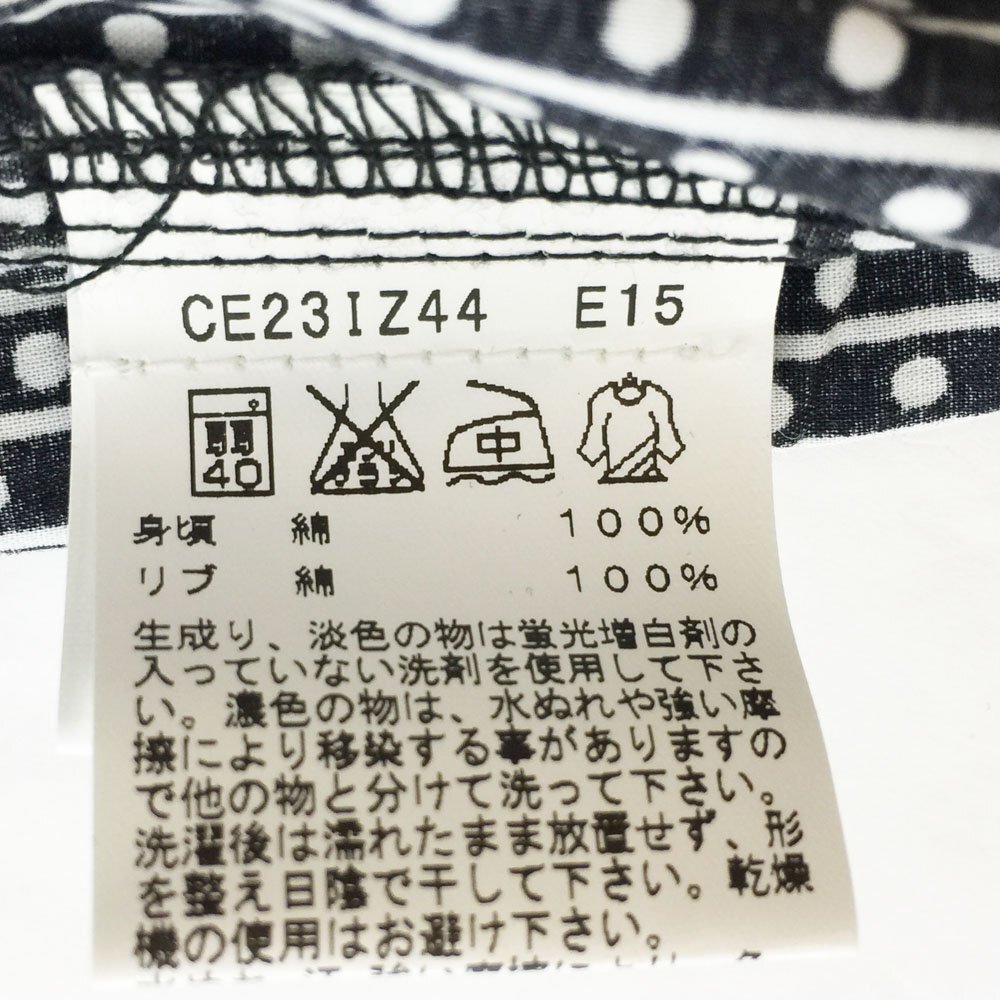 CE23IZ44 E15
40
中
身頃 綿 100%
リブ 綿 100%
生成り、淡色の物は蛍光増白剤の
入っていない洗剤を使用して下さ
い。濃色の物は、水ぬれや強い摩
擦により移染する事がありますの
で他の物と分けて洗って下さい。
洗濯後は濡れたまま放置せず、形
を整え日陰で干して下さい。乾燥
機の使用はお避け下さい。